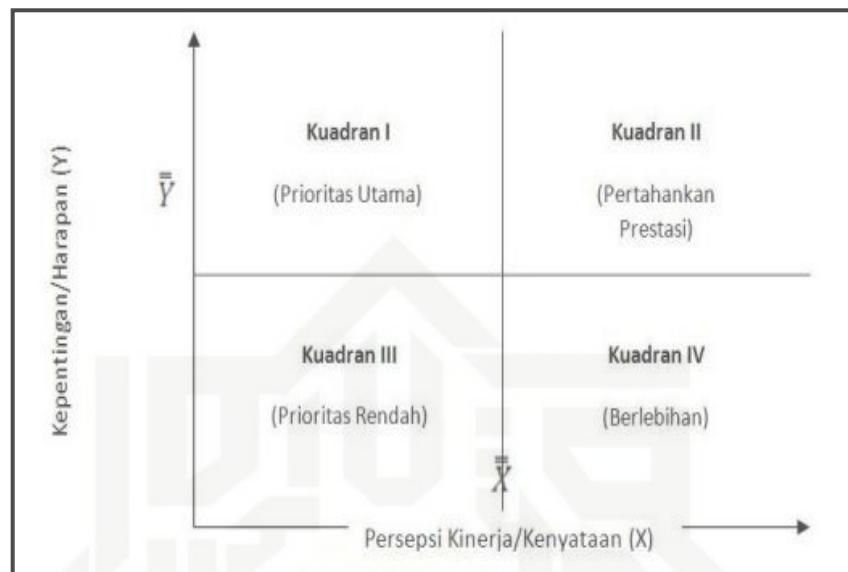 Kepentingan/Harapan (Y)
Y̿
Kuadran I
(Prioritas Utama)
Kuadran II
(Pertahankan
Prestasi)
Kuadran III
(Prioritas Rendah)
Kuadran IV
(Berlebihan)
X̿
Persepsi Kinerja/Kenyataan (X)